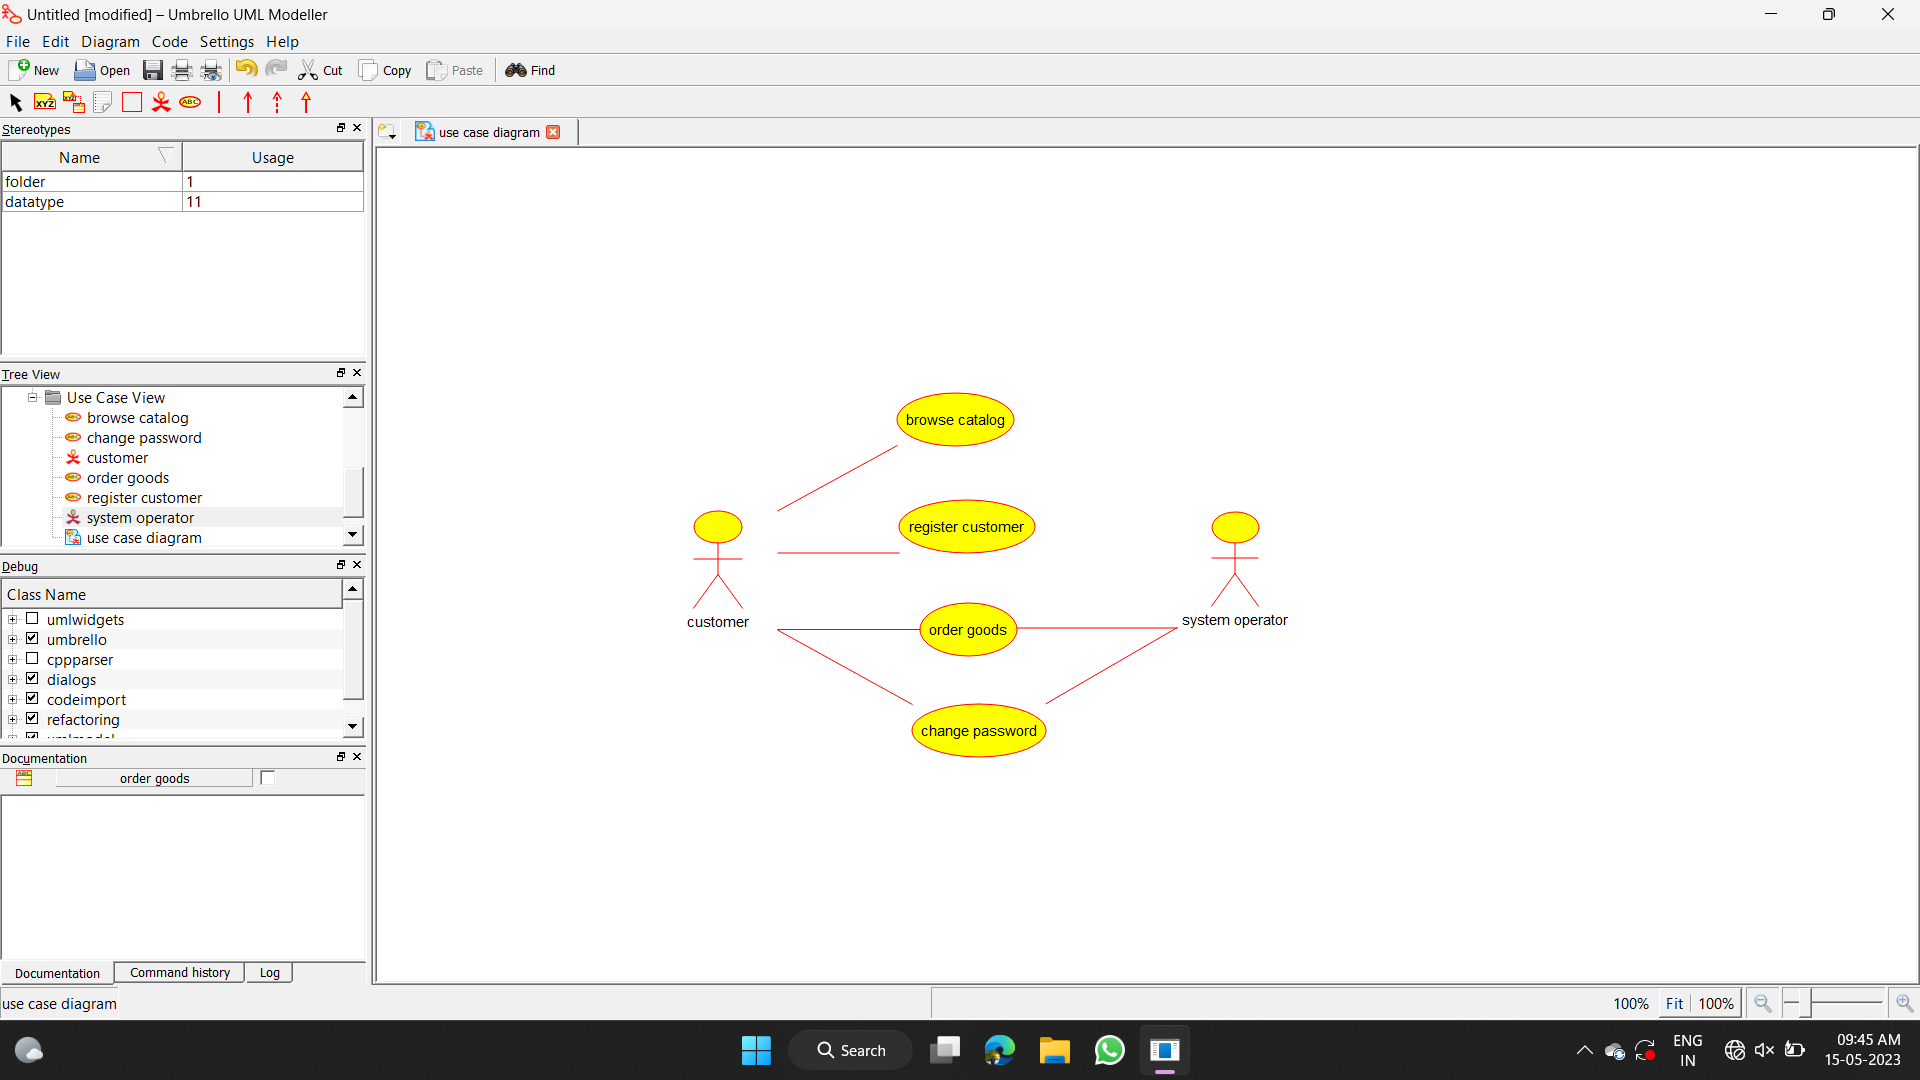 Untitled [modified] – Umbrello UML Modeller
File Edit Diagram Code Settings Help
New Open Cut Copy Paste Find
XYZ XYZ ABC
Stereotypes
use case diagram
Name Usage
folder 1
datatype 11
Tree View
Use Case View
browse catalog
change password
customer
order goods
register customer
system operator
use case diagram
Debug
Class Name
umlwidgets
umbrello
cppparser
dialogs
codeimport
refactoring
umlmodel
Documentation
order goods
Documentation Command history Log
browse catalog
register customer
customer
system operator
order goods
change password
use case diagram
100% Fit 100%
Search
ENG
IN
09:45 AM
15-05-2023